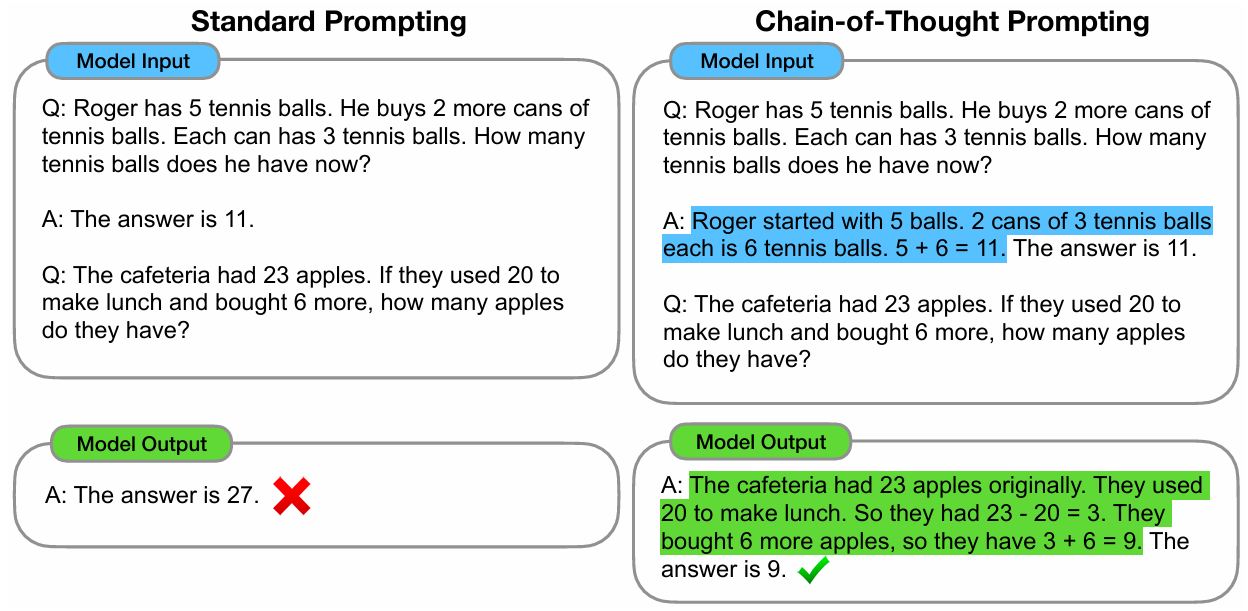 Standard Prompting
Model Input
Q: Roger has 5 tennis balls. He buys 2 more cans of
tennis balls. Each can has 3 tennis balls. How many
tennis balls does he have now?
A: The answer is 11.
Q: The cafeteria had 23 apples. If they used 20 to
make lunch and bought 6 more, how many apples
do they have?
Model Output
A: The answer is 27.
Chain-of-Thought Prompting
Model Input
Q: Roger has 5 tennis balls. He buys 2 more cans of
tennis balls. Each can has 3 tennis balls. How many
tennis balls does he have now?
A: Roger started with 5 balls. 2 cans of 3 tennis balls
each is 6 tennis balls. 5 + 6 = 11. The answer is 11.
Q: The cafeteria had 23 apples. If they used 20 to
make lunch and bought 6 more, how many apples
do they have?
Model Output
A: The cafeteria had 23 apples originally. They used
20 to make lunch. So they had 23 - 20 = 3. They
bought 6 more apples, so they have 3 + 6 = 9. The
answer is 9.